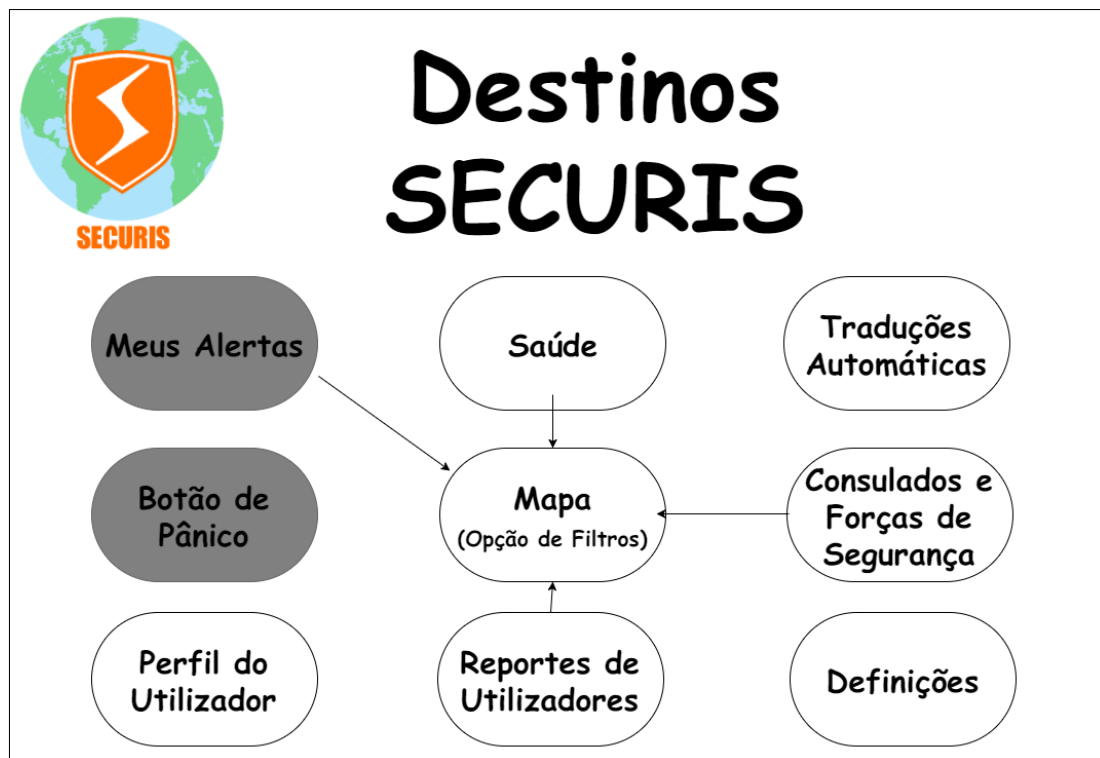 Destinos
SECURIS
SECURIS
Meus Alertas
Saúde
Traduções
Automáticas
Botão de
Pânico
Mapa
(Opção de Filtros)
Consulados e
Forças de
Segurança
Perfil do
Utilizador
Reportes de
Utilizadores
Definições